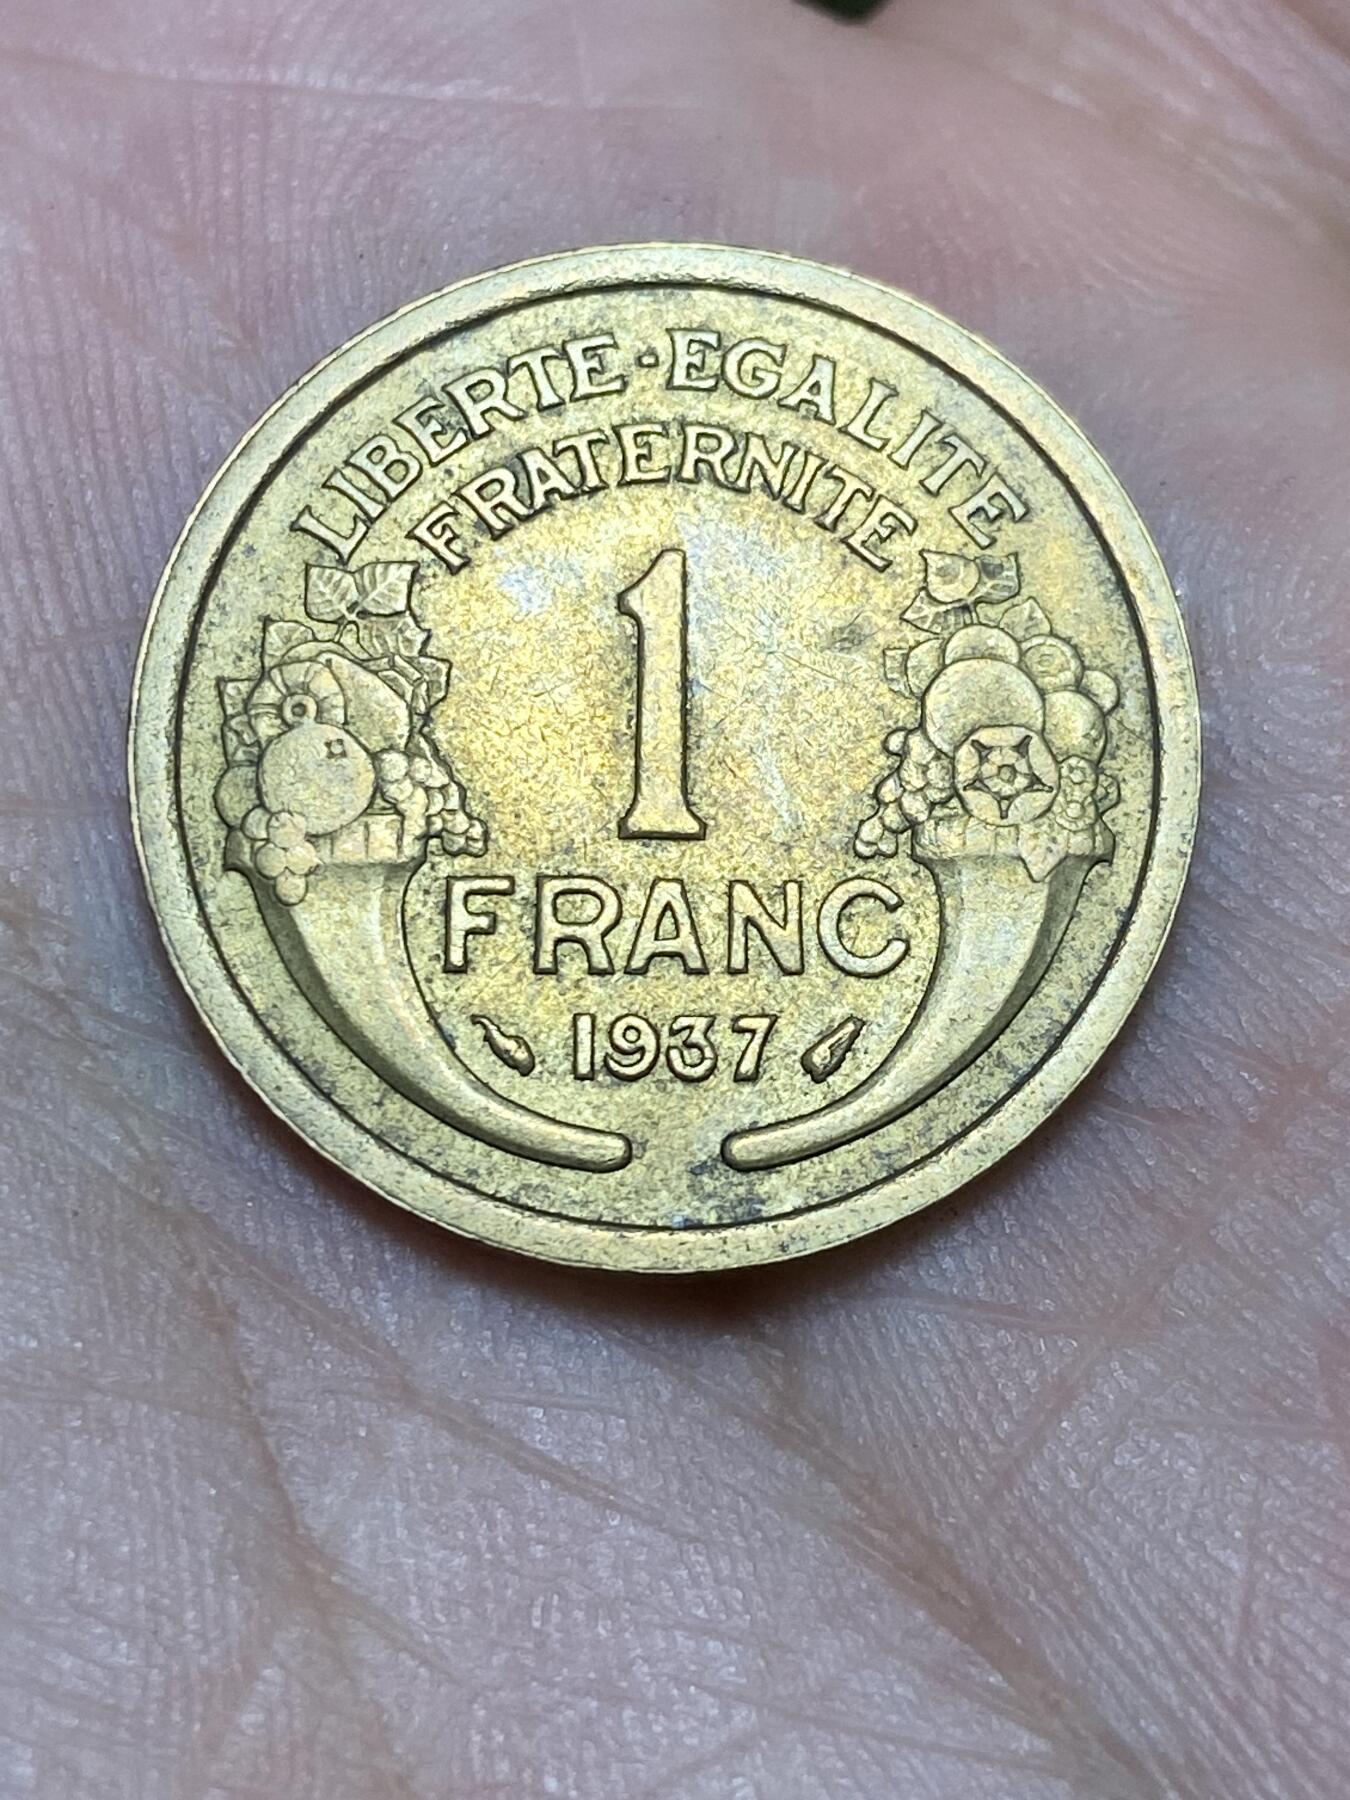 LIBERTE·EGALITE
FRATERNITE
1
FRANC
1937